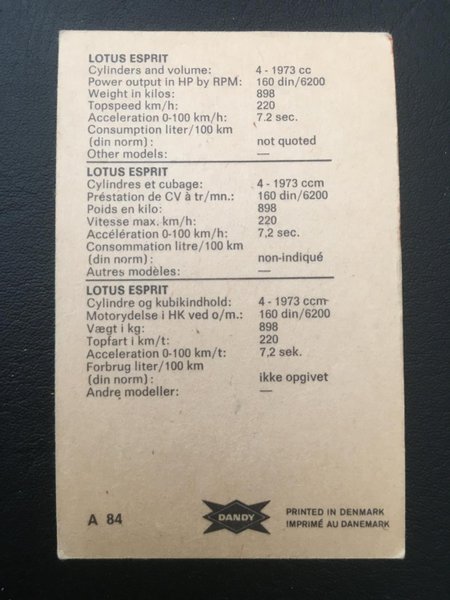 LOTUS ESPRIT
Cylinders and volume: 4 - 1973 cc
Power output in HP by RPM: 160 din/6200
Weight in kilos: 898
Topspeed km/h: 220
Acceleration 0-100 km/h: 7.2 sec.
Consumption liter/100 km
(din norm): not quoted
Other models: —
LOTUS ESPRIT
Cylindres et cubage: 4 - 1973 ccm
Préstation de CV à tr/mn.: 160 din/6200
Poids en kilo: 898
Vitesse max. km/h: 220
Accélération 0-100 km/h: 7,2 sec.
Consommation litre/100 km
(din norm): non-indiqué
Autres modèles: —
LOTUS ESPRIT
Cylindre og kubikindhold: 4 - 1973 ccm
Motorydelse i HK ved o/m.: 160 din/6200
Vægt i kg: 898
Topfart i km/t: 220
Acceleration 0-100 km/t: 7,2 sek.
Forbrug liter/100 km
(din norm): ikke opgivet
Andre modeller: —
A 84
DANDY
PRINTED IN DENMARK
IMPRIMÉ AU DANEMARK